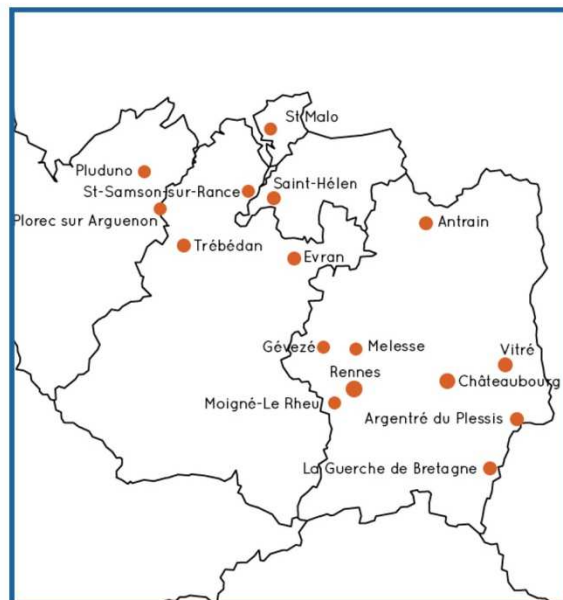 St Malo
Pluduno
St-Samson-sur-Rance
Saint-Hélen
Plorec sur Arguenon
Antrain
Trébédan
Evran
Gévezé
Melesse
Vitré
Rennes
Châteaubourg
Moigné-Le Rheu
Argentré du Plessis
La Guerche de Bretagne